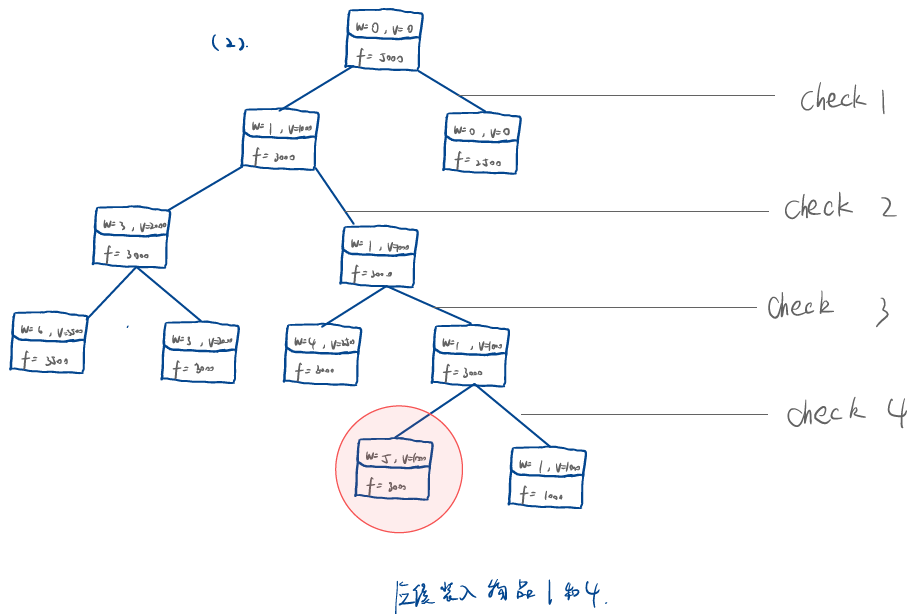 (2).
w=0, v=0
f=5000
check 1
w=1, v=1000
f=3000
w=0, v=0
f=2500
check 2
w=3, v=2000
f=3000
w=1, v=1000
f=3000
check 3
w=6, v=3500
f=3500
w=3, v=2000
f=3000
w=4, v=2500
f=3000
w=1, v=1000
f=3000
check 4
w=5,
f=3000
w=1, v=1000
f=1000
应该装入物品1和4.